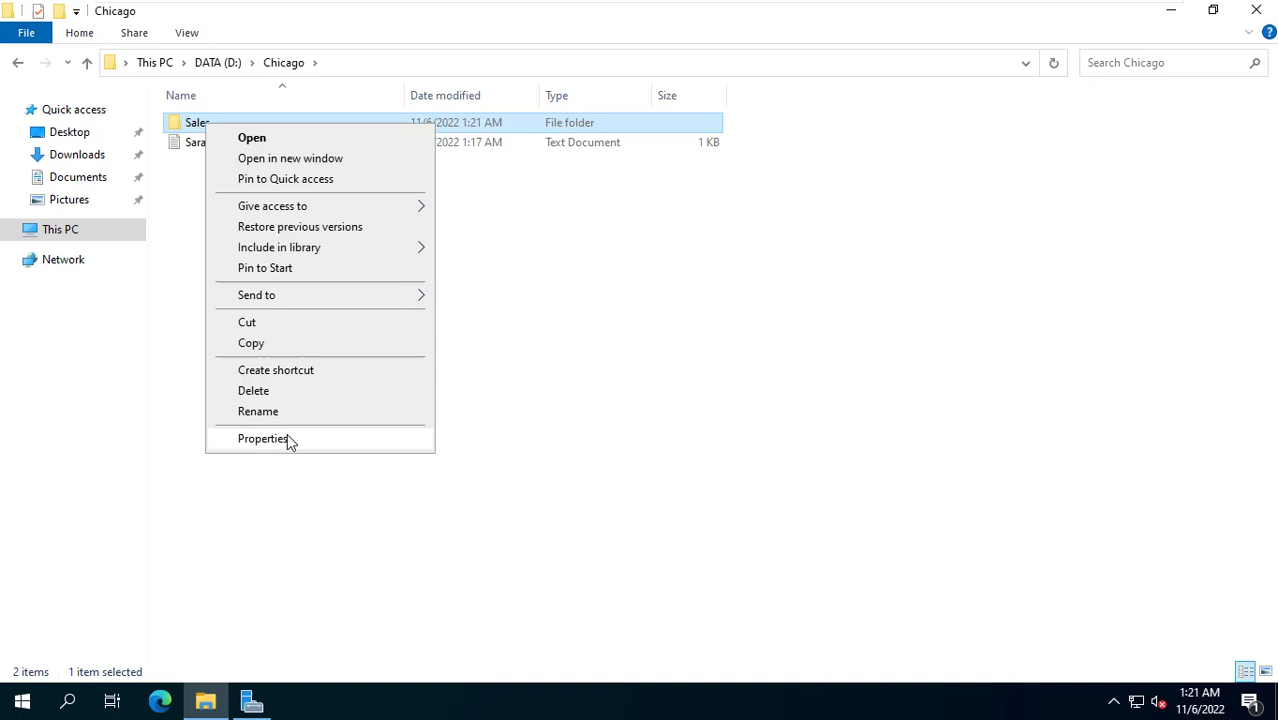 Chicago
File Home Share View
This PC DATA (D:) Chicago Search Chicago
Name Date modified Type Size
Quick access
Desktop
Downloads
Documents
Pictures
This PC
Network
Sales 11/6/2022 1:21 AM File folder
Sara 2022 1:17 AM Text Document 1 KB
Open
Open in new window
Pin to Quick access
Give access to
Restore previous versions
Include in library
Pin to Start
Send to
Cut
Copy
Create shortcut
Delete
Rename
Properties
2 items 1 item selected
1:21 AM
11/6/2022
1